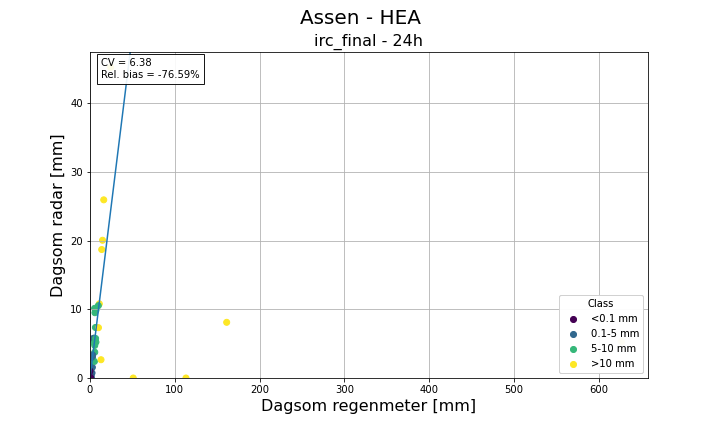 Assen - HEA
irc_final - 24h
CV = 6.38
Rel. bias = -76.59%
Dagsom radar [mm]
40
30
20
10
0
0 100 200 300 400 500 600
Dagsom regenmeter [mm]
Class
<0.1 mm
0.1-5 mm
5-10 mm
>10 mm